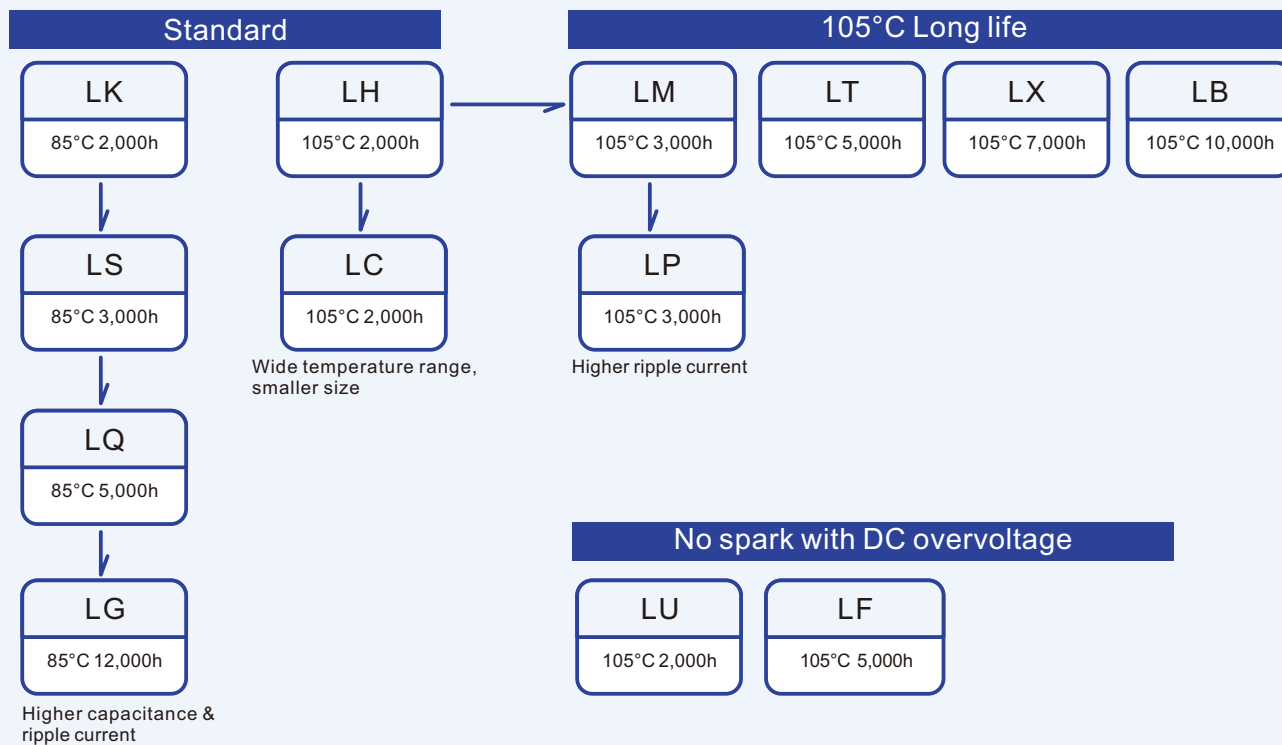 Standard
LK
85°C 2,000h
LS
85°C 3,000h
LQ
85°C 5,000h
LG
85°C 12,000h
Higher capacitance &
ripple current
LH
105°C 2,000h
LC
105°C 2,000h
Wide temperature range,
smaller size
105°C Long life
LM
105°C 3,000h
LP
105°C 3,000h
Higher ripple current
LT
105°C 5,000h
LX
105°C 7,000h
LB
105°C 10,000h
No spark with DC overvoltage
LU
105°C 2,000h
LF
105°C 5,000h